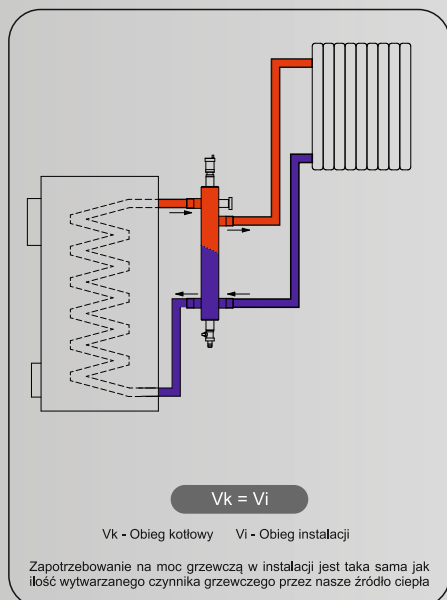 Vk = Vi
Vk - Obieg kotłowy Vi - Obieg instalacji
Zapotrzebowanie na moc grzewczą w instalacji jest taka sama jak
ilość wytwarzanego czynnika grzewczego przez nasze źródło ciepła